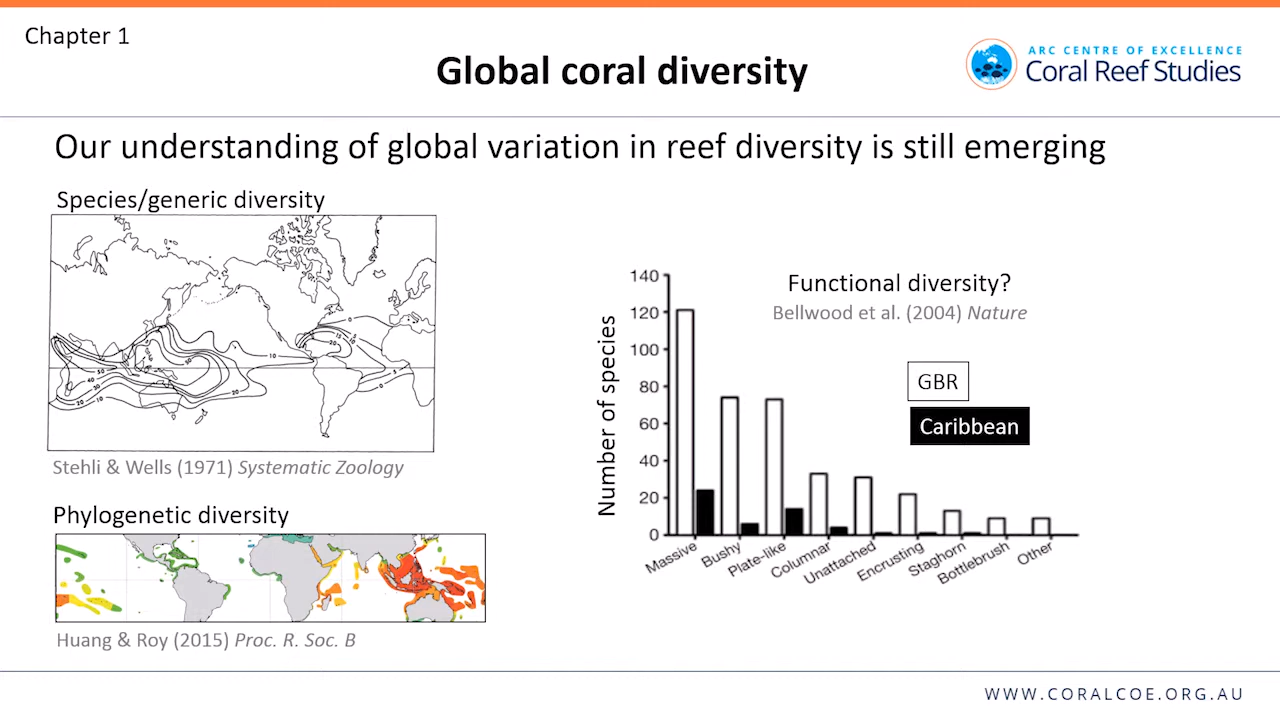 Chapter 1
Global coral diversity
ARC CENTRE OF EXCELLENCE
Coral Reef Studies
Our understanding of global variation in reef diversity is still emerging
Species/generic diversity
Stehli & Wells (1971) Systematic Zoology
Phylogenetic diversity
Huang & Roy (2015) Proc. R. Soc. B
Functional diversity?
Bellwood et al. (2004) Nature
GBR
Caribbean
Number of species
140
120
100
80
60
40
20
0
Massive
Bushy
Plate-like
Columnar
Unattached
Encrusting
Staghorn
Bottlebrush
Other
WWW.CORALCOE.ORG.AU